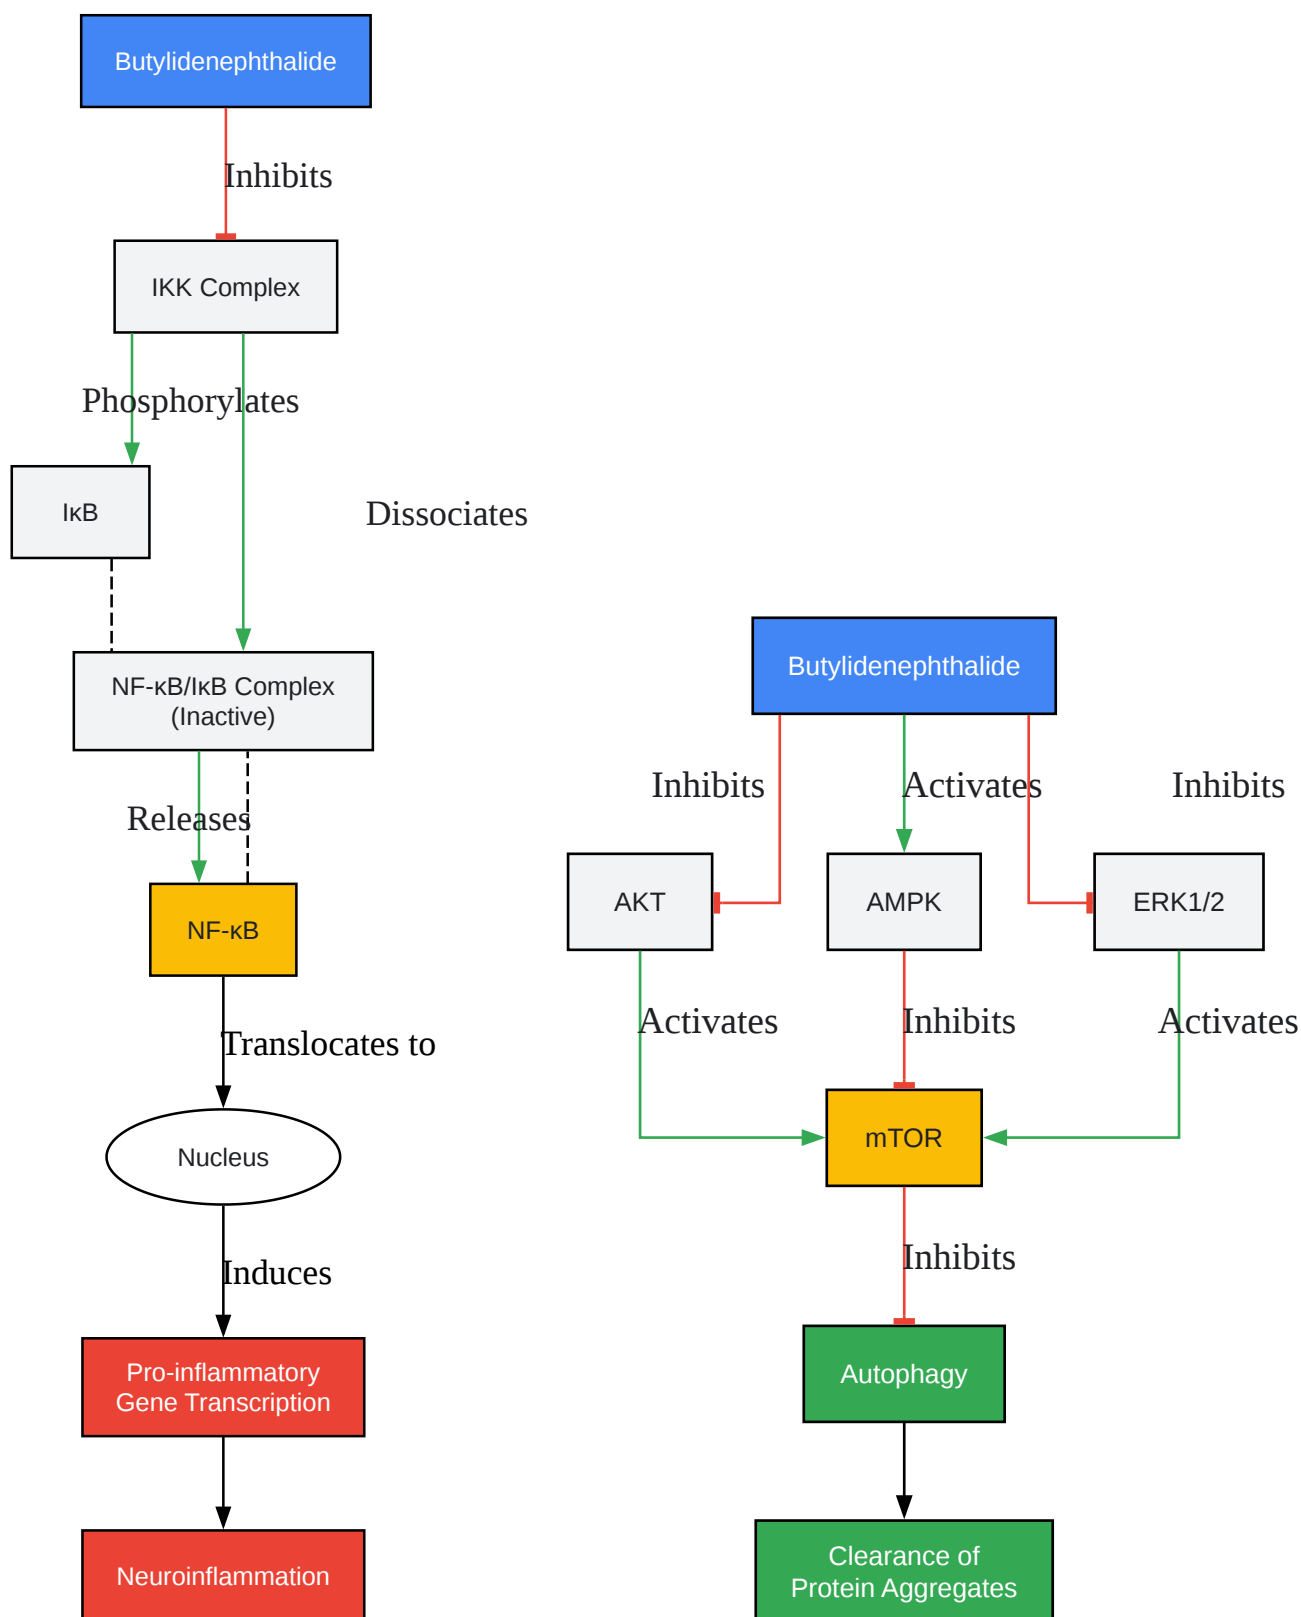 Butylidenephthalide
Inhibits
IKK Complex
Phosphorylates
IκB
Dissociates
NF-κB/IκB Complex
(Inactive)
Releases
NF-κB
Translocates to
Nucleus
Induces
Pro-inflammatory
Gene Transcription
Neuroinflammation
Butylidenephthalide
Inhibits
Activates
Inhibits
AKT
AMPK
ERK1/2
Activates
Inhibits
Activates
mTOR
Inhibits
Autophagy
Clearance of
Protein Aggregates